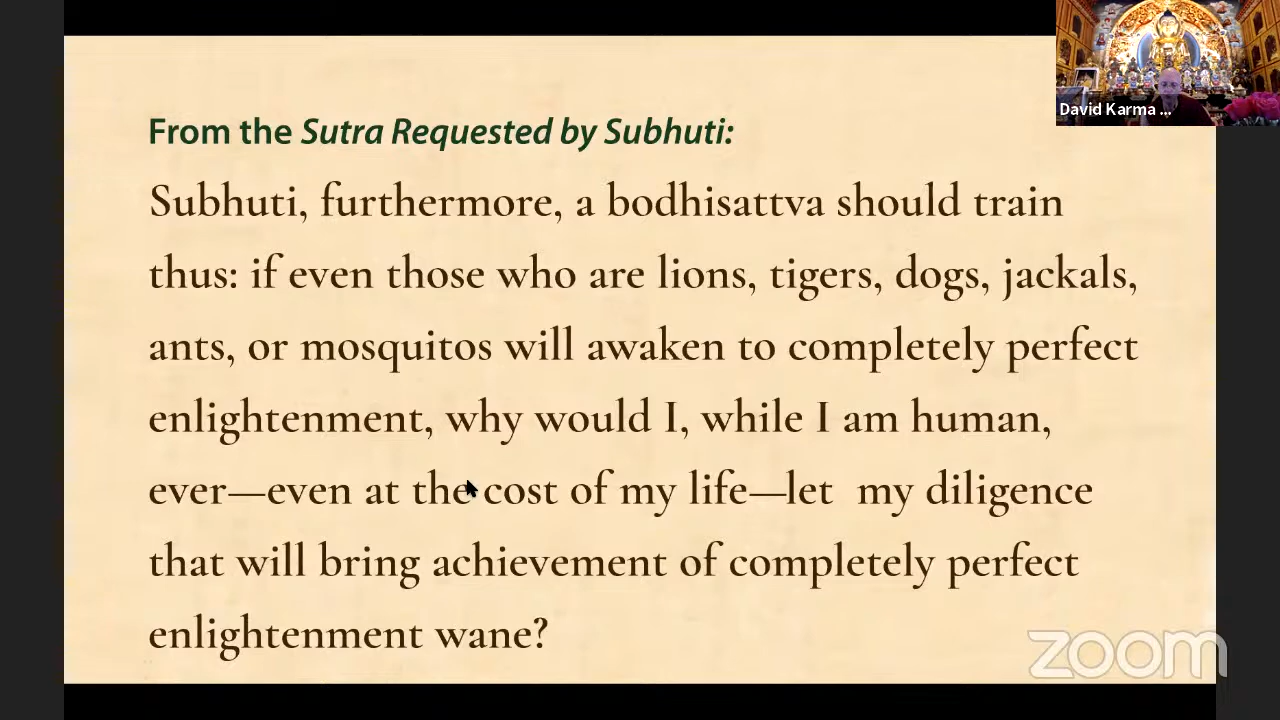 David Karma ...
From the Sutra Requested by Subhuti:
Subhuti, furthermore, a bodhisattva should train
thus: if even those who are lions, tigers, dogs, jackals,
ants, or mosquitos will awaken to completely perfect
enlightenment, why would I, while I am human,
ever—even at the cost of my life—let my diligence
that will bring achievement of completely perfect
enlightenment wane?
zoom